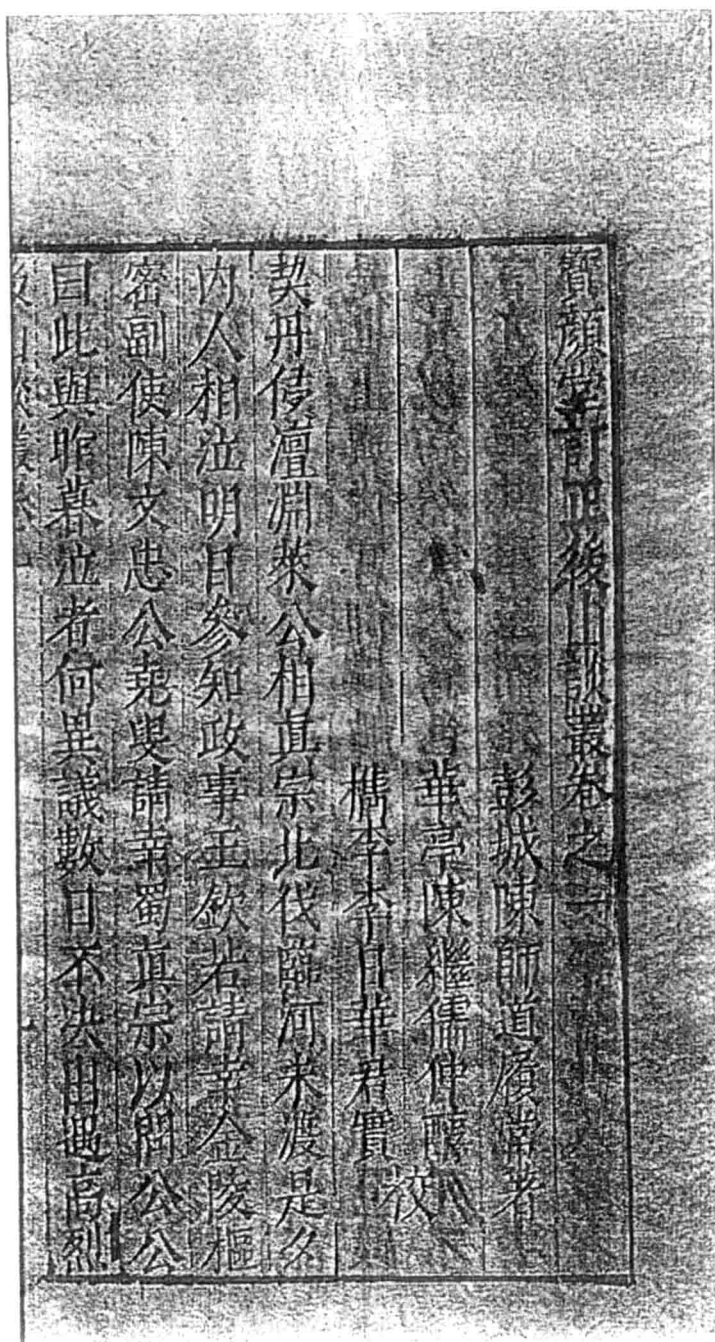 寶顏堂訂正後山談叢卷之一
彭城陳師道履常著
華亭陳繼儒仲醇
檇李李日華君實
校
契丹侵澶淵萊公相真宗北伐臨河未渡是夕
内人相泣明日參知政事王欽若請幸金陵樞
密副使陳文忠公堯叟請幸蜀真宗以問公公
曰此與昨暮泣者何異議數日不決出遇高烈